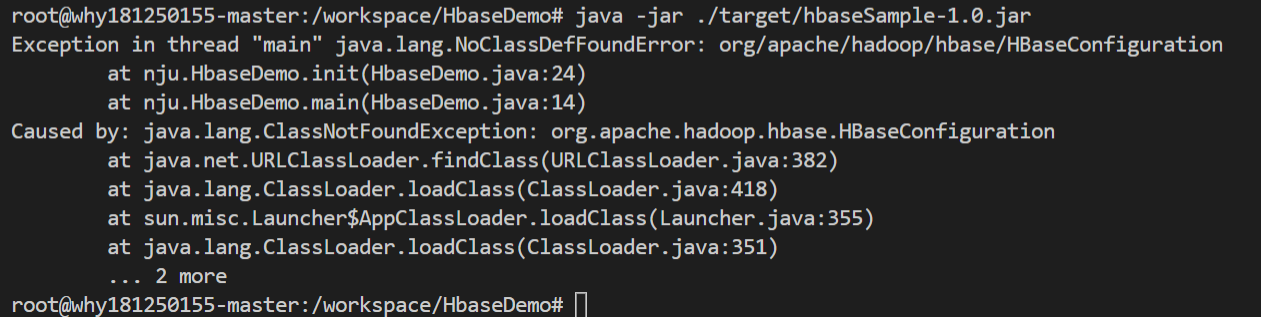 root@why181250155-master:/workspace/HbaseDemo# java -jar ./target/hbaseSample-1.0.jar
Exception in thread "main" java.lang.NoClassDefFoundError: org/apache/hadoop/hbase/HBaseConfiguration
        at nju.HbaseDemo.init(HbaseDemo.java:24)
        at nju.HbaseDemo.main(HbaseDemo.java:14)
Caused by: java.lang.ClassNotFoundException: org.apache.hadoop.hbase.HBaseConfiguration
        at java.net.URLClassLoader.findClass(URLClassLoader.java:382)
        at java.lang.ClassLoader.loadClass(ClassLoader.java:418)
        at sun.misc.Launcher$AppClassLoader.loadClass(Launcher.java:355)
        at java.lang.ClassLoader.loadClass(ClassLoader.java:351)
        ... 2 more
root@why181250155-master:/workspace/HbaseDemo#